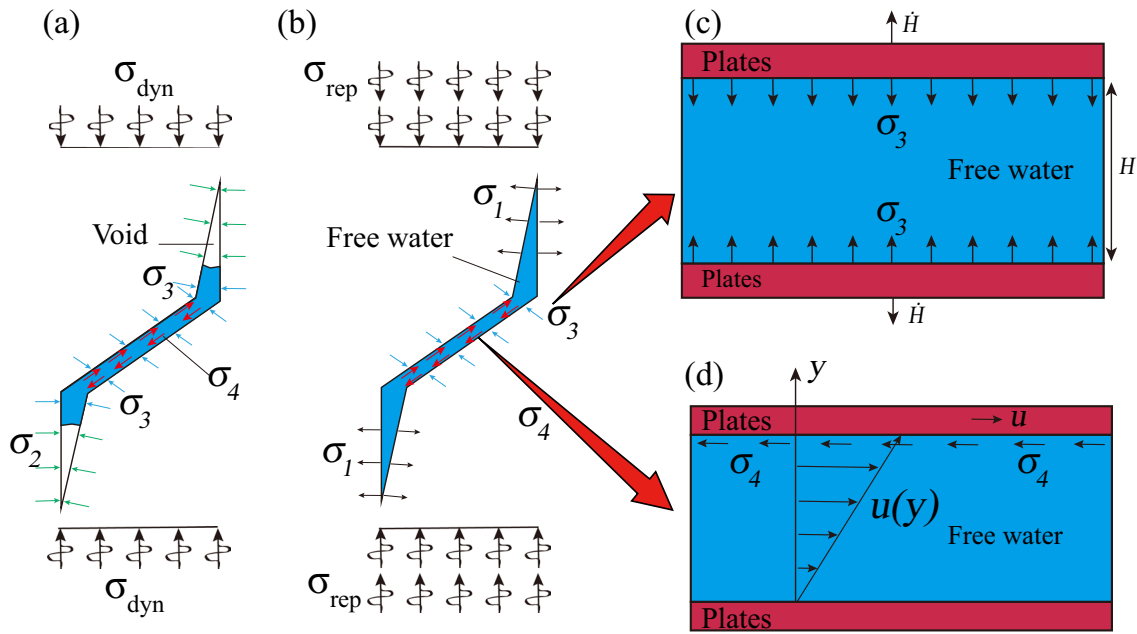 (a)
σdyn
Void
σ3
σ4
σ3
σ2
σdyn
(b)
σrep
σ1
Free water
σ3
σ4
σ1
σrep
(c)
Ḣ
Plates
σ3
Free water
H
σ3
Plates
Ḣ
(d)
y
Plates
u
σ4
σ4
u(y)
Free water
Plates